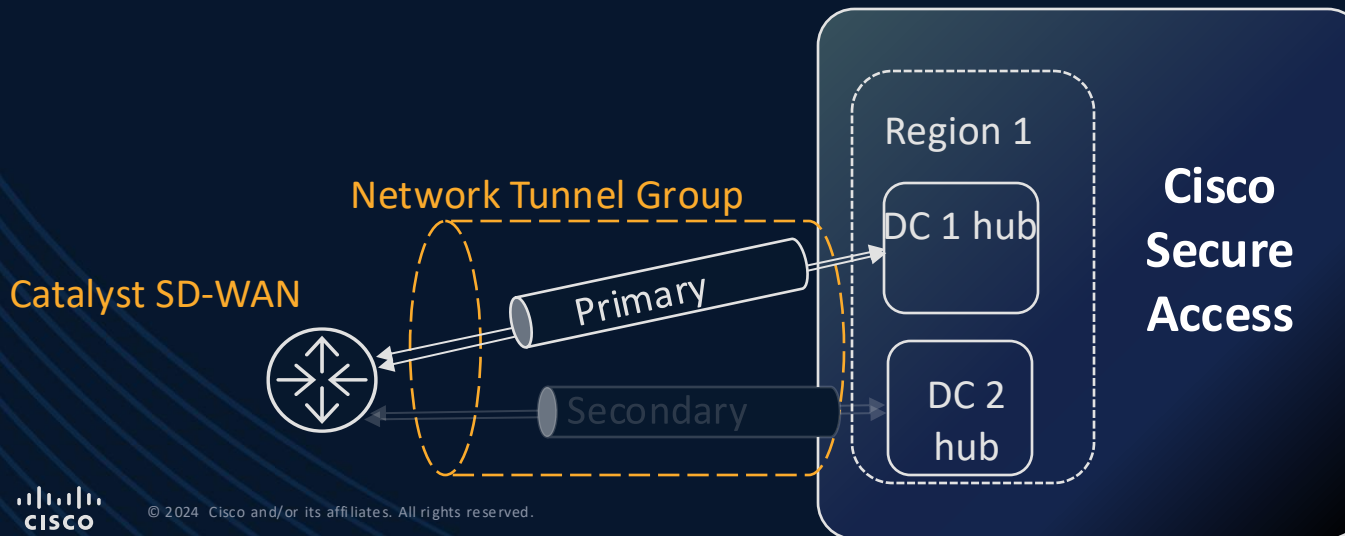 Region 1
Network Tunnel Group
DC 1 hub
Cisco
Secure
Access
Catalyst SD-WAN
Primary
Secondary
DC 2
hub
CISCO
© 2024 Cisco and/or its affiliates. All rights reserved.